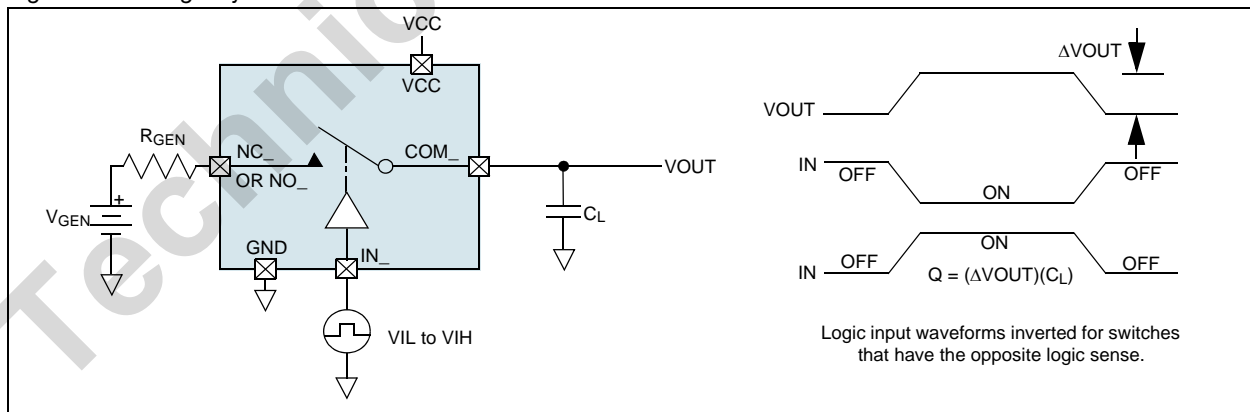 VCC
VCC
RGEN
NC_
OR NO_
COM_
VOUT
VGEN
+
CL
GND
IN_
VIL to VIH
ΔVOUT
VOUT
IN
OFF
ON
OFF
IN
OFF
ON
OFF
Q = (ΔVOUT)(CL)
Logic input waveforms inverted for switches
that have the opposite logic sense.